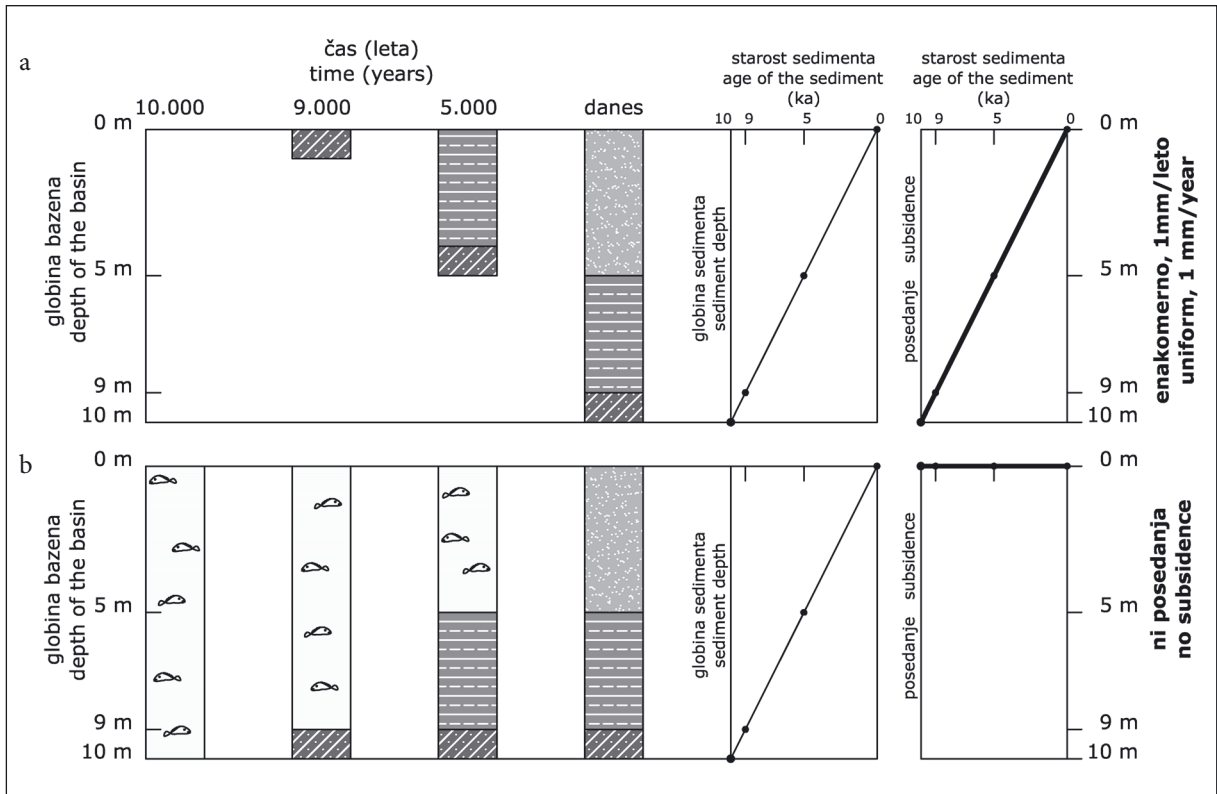 a
čas (leta)
time (years)
10.000 9.000 5.000 danes
0 m
5 m
9 m
10 m
globina bazena
depth of the basin
starost sedimenta
age of the sediment
(ka)
10 9 5 0
globina sedimenta
sediment depth
starost sedimenta
age of the sediment
(ka)
10 9 5 0
posedanje subsidence
0 m
5 m
9 m
10 m
enakomerno, 1mm/leto
uniform, 1 mm/year
b
0 m
5 m
9 m
10 m
globina bazena
depth of the basin
10 9 5 0
globina sedimenta
sediment depth
posedanje subsidence
0 m
5 m
9 m
10 m
ni posedanja
no subsidence